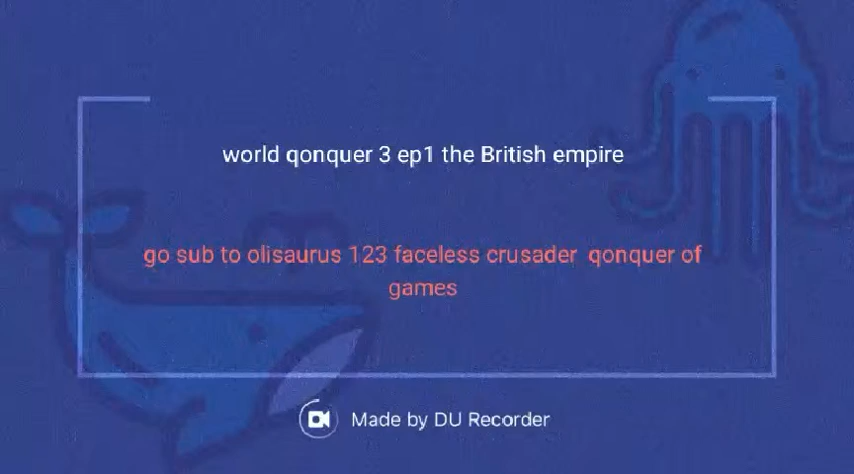 world qonquer 3 ep1 the British empire
go sub to olisaurus 123 faceless crusader qonquer of
games
Made by DU Recorder